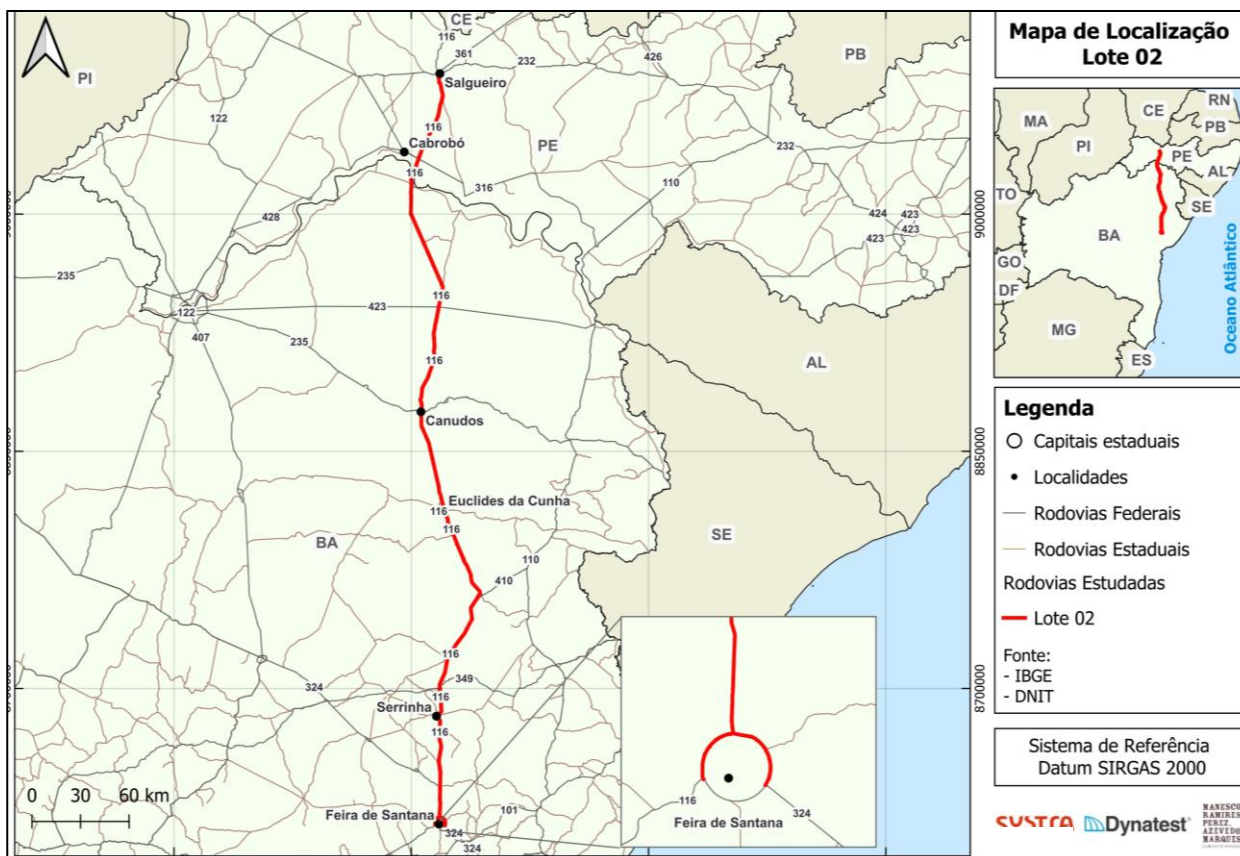 CE
116
PI
361
232
426
PB
Salgueiro
122
116
PE
Cabrobó
232
116
316
110
428
424
423
423
423
9000000
235
116
122
423
407
235
116
AL
Canudos
8850000
Euclides da Cunha
116
116
BA
SE
110
410
116
349
324
116
Serrinha
116
0 30 60 km
Feira de Santana
101
324
324
8700000
116
324
Feira de Santana
Mapa de Localização
Lote 02
MA
CE
RN
PB
PI
PE
AL
TO
SE
BA
GO
DF
MG
ES
Oceano Atlântico
Legenda
Capitais estaduais
Localidades
Rodovias Federais
Rodovias Estaduais
Rodovias Estudadas
Lote 02
Fonte:
- IBGE
- DNIT
Sistema de Referência
Datum SIRGAS 2000
Dynatest
MANESCO
RAMIRES
PEREZ
AZEVEDO
MARQUES